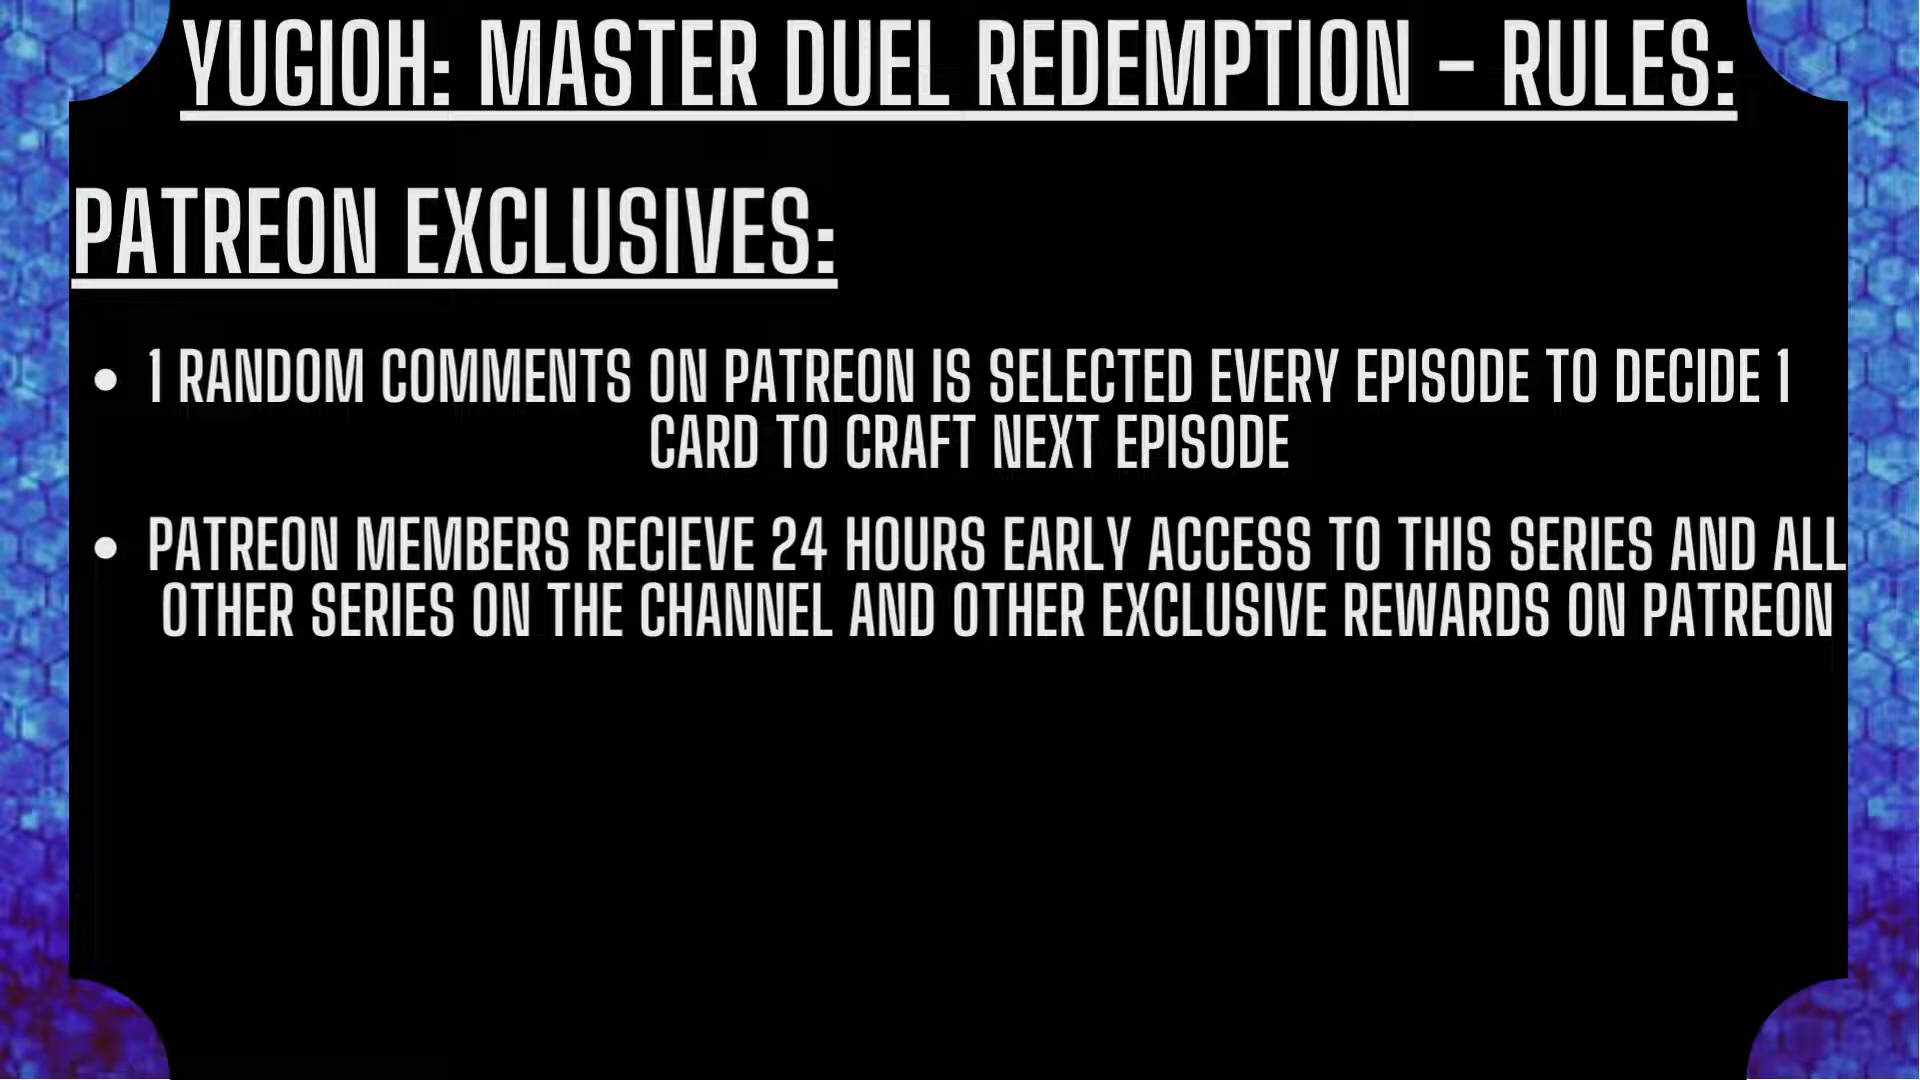 YUGIOH: MASTER DUEL REDEMPTION - RULES:
PATREON EXCLUSIVES:
• 1 RANDOM COMMENTS ON PATREON IS SELECTED EVERY EPISODE TO DECIDE 1
CARD TO CRAFT NEXT EPISODE
• PATREON MEMBERS RECIEVE 24 HOURS EARLY ACCESS TO THIS SERIES AND ALL
OTHER SERIES ON THE CHANNEL AND OTHER EXCLUSIVE REWARDS ON PATREON